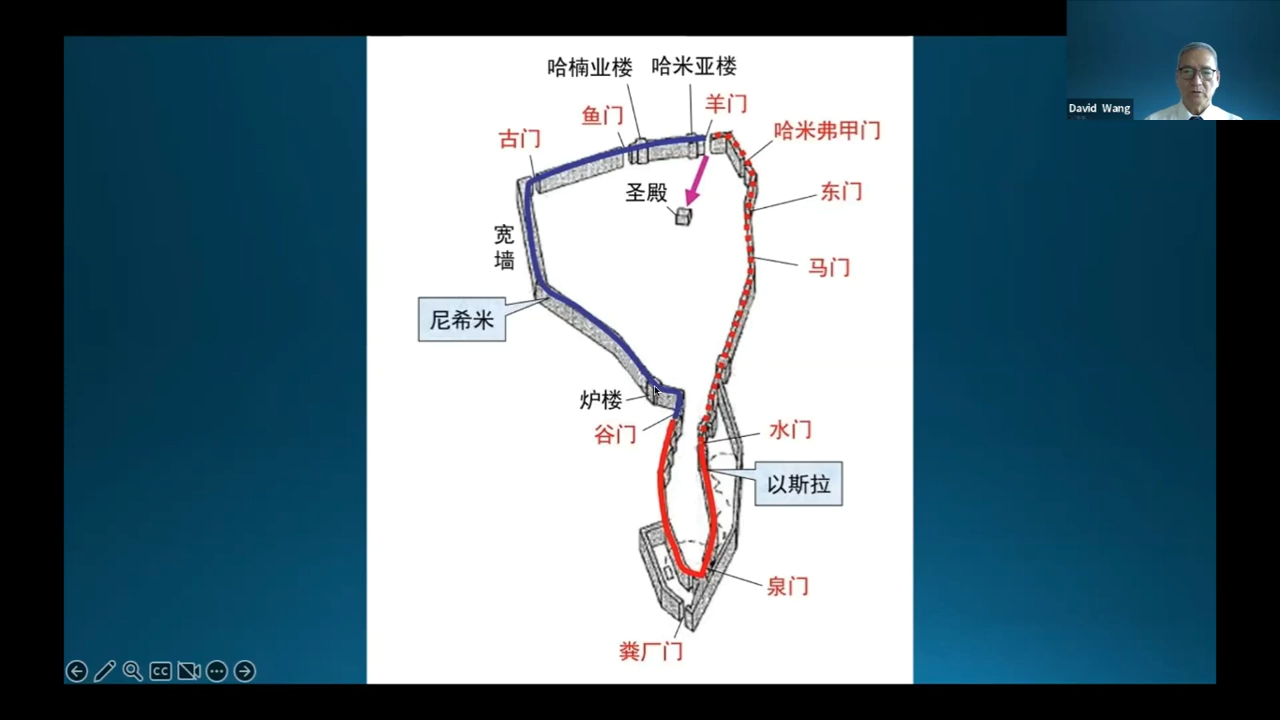 哈楠业楼
哈米亚楼
羊门
鱼门
哈米弗甲门
古门
圣殿
东门
宽
墙
马门
尼希米
炉楼
谷门
水门
以斯拉
泉门
粪厂门
David Wang
CC